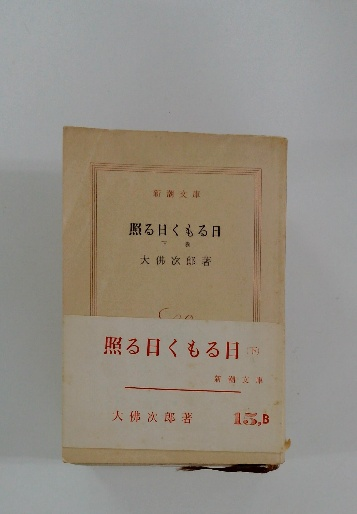 新潮文庫
照る日くもる日
下巻
大佛次郎著
照る日くもる日 (下)
新潮文庫
大佛次郎著
15,B